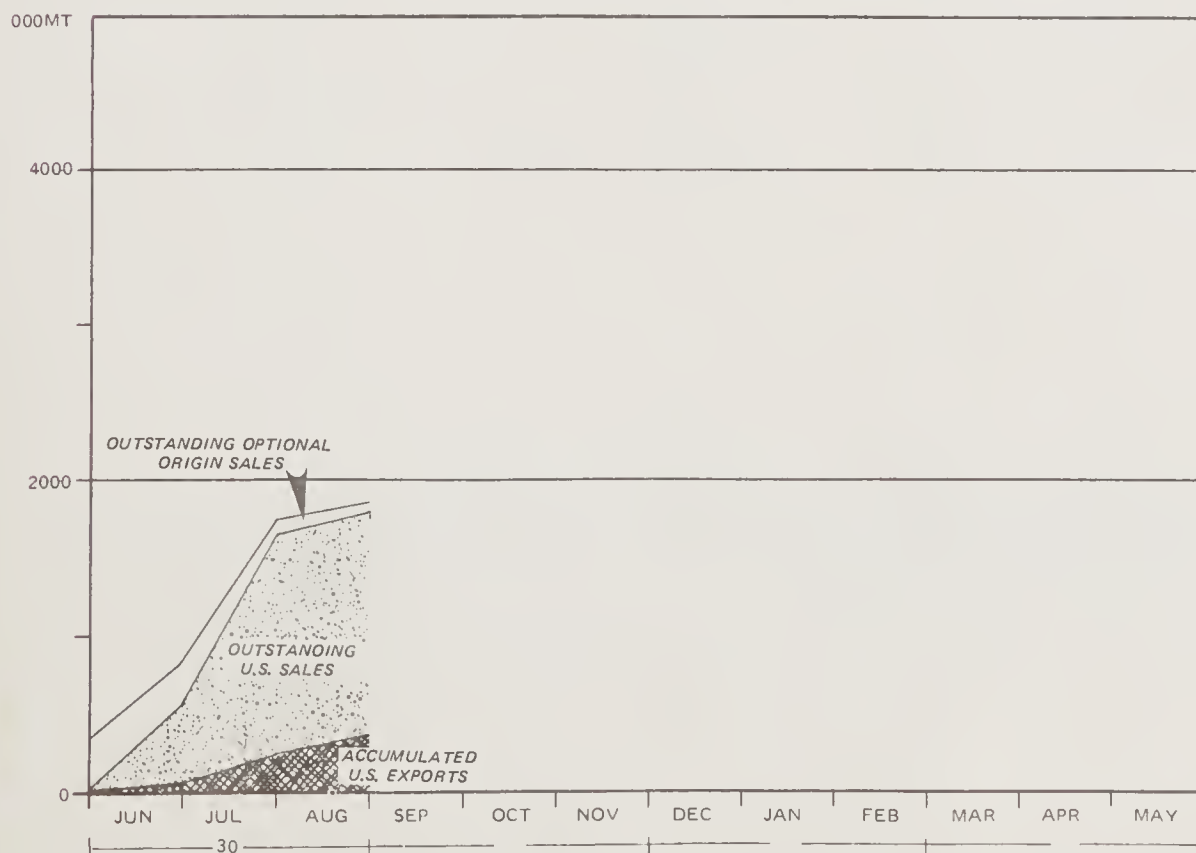 000MT
4000
OUTSTANDING OPTIONAL
ORIGIN SALES
2000
OUTSTANDING
U.S. SALES
ACCUMULATED
U.S. EXPORTS
0
JUN JUL AUG SEP OCT NOV DEC JAN FEB MAR APR MAY
30